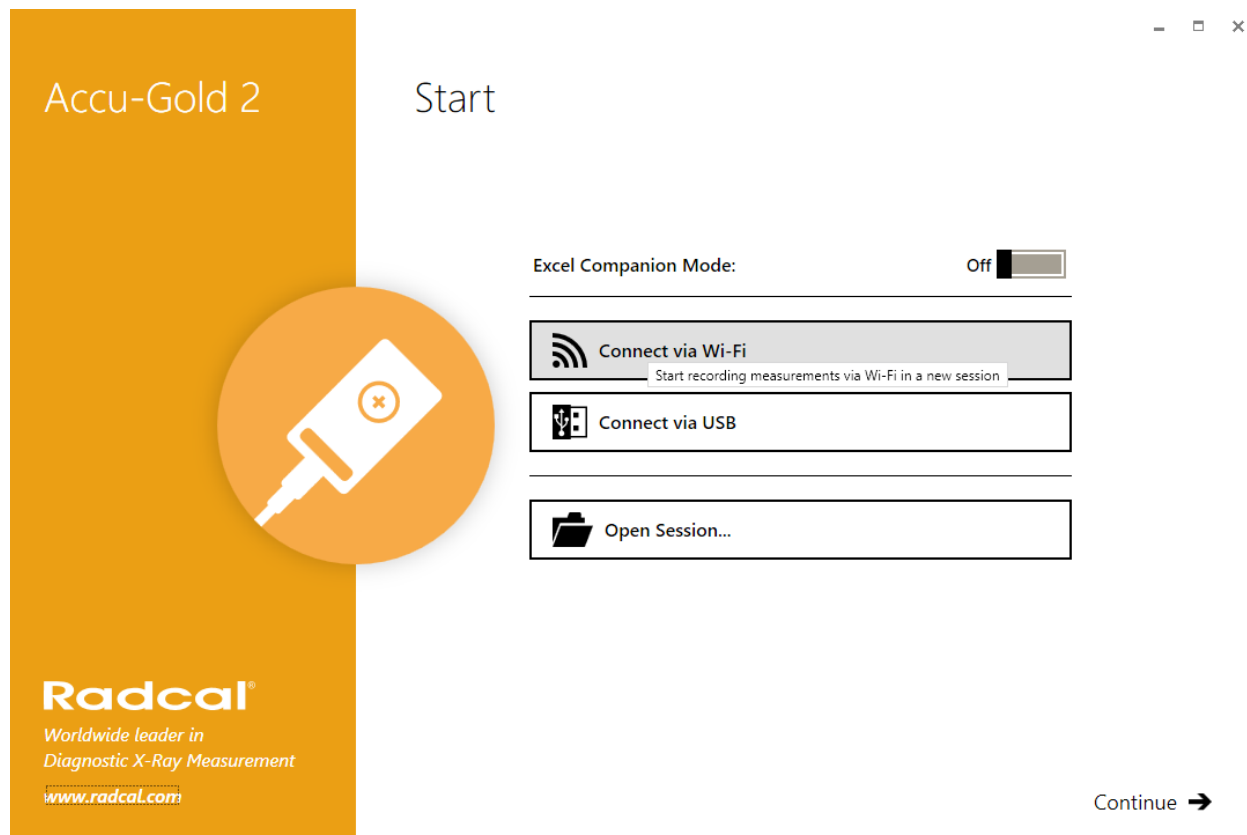 Accu-Gold 2
Start
Excel Companion Mode:
Off
Connect via Wi-Fi
Start recording measurements via Wi-Fi in a new session
Connect via USB
Open Session...
Radcal®
Worldwide leader in
Diagnostic X-Ray Measurement
www.radcal.com
Continue